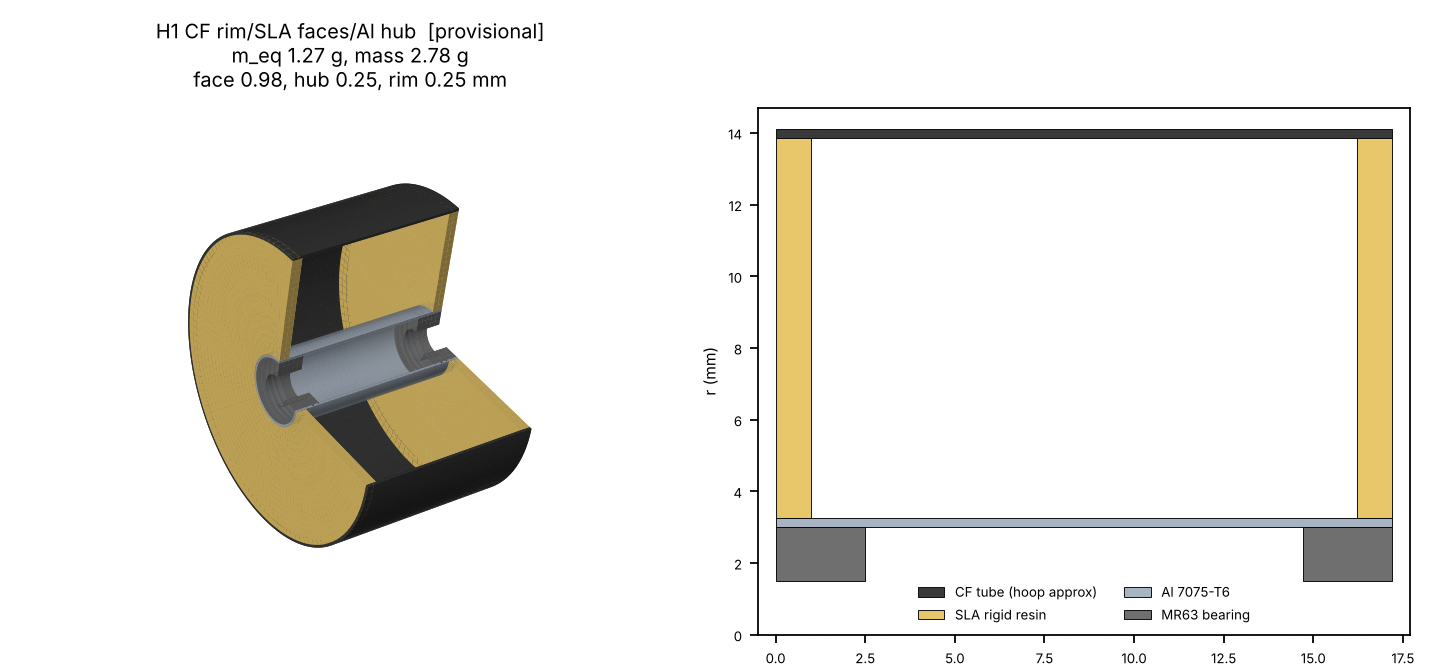 H1 CF rim/SLA faces/Al hub [provisional]
m_eq 1.27 g, mass 2.78 g
face 0.98, hub 0.25, rim 0.25 mm
14
12
10
8
6
4
2
0
r (mm)
CF tube (hoop approx)
SLA rigid resin
Al 7075-T6
MR63 bearing
0.0
2.5
5.0
7.5
10.0
12.5
15.0
17.5